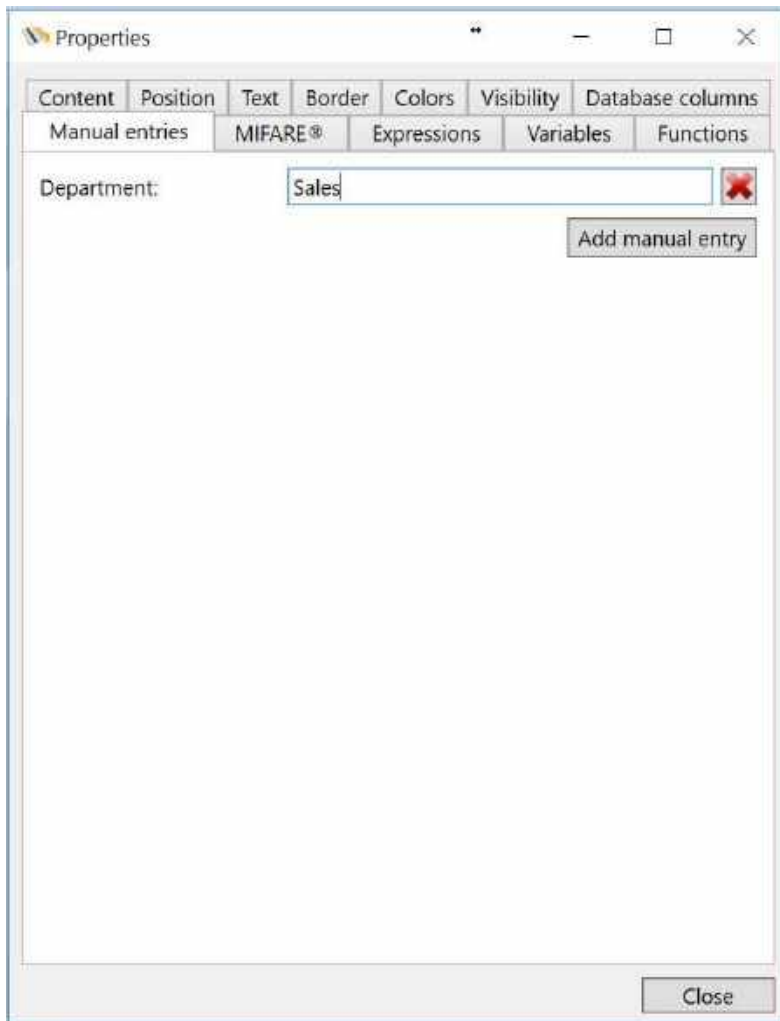 Properties
Content Position Text Border Colors Visibility Database columns
Manual entries MIFARE® Expressions Variables Functions
Department: Sales
Add manual entry
Close